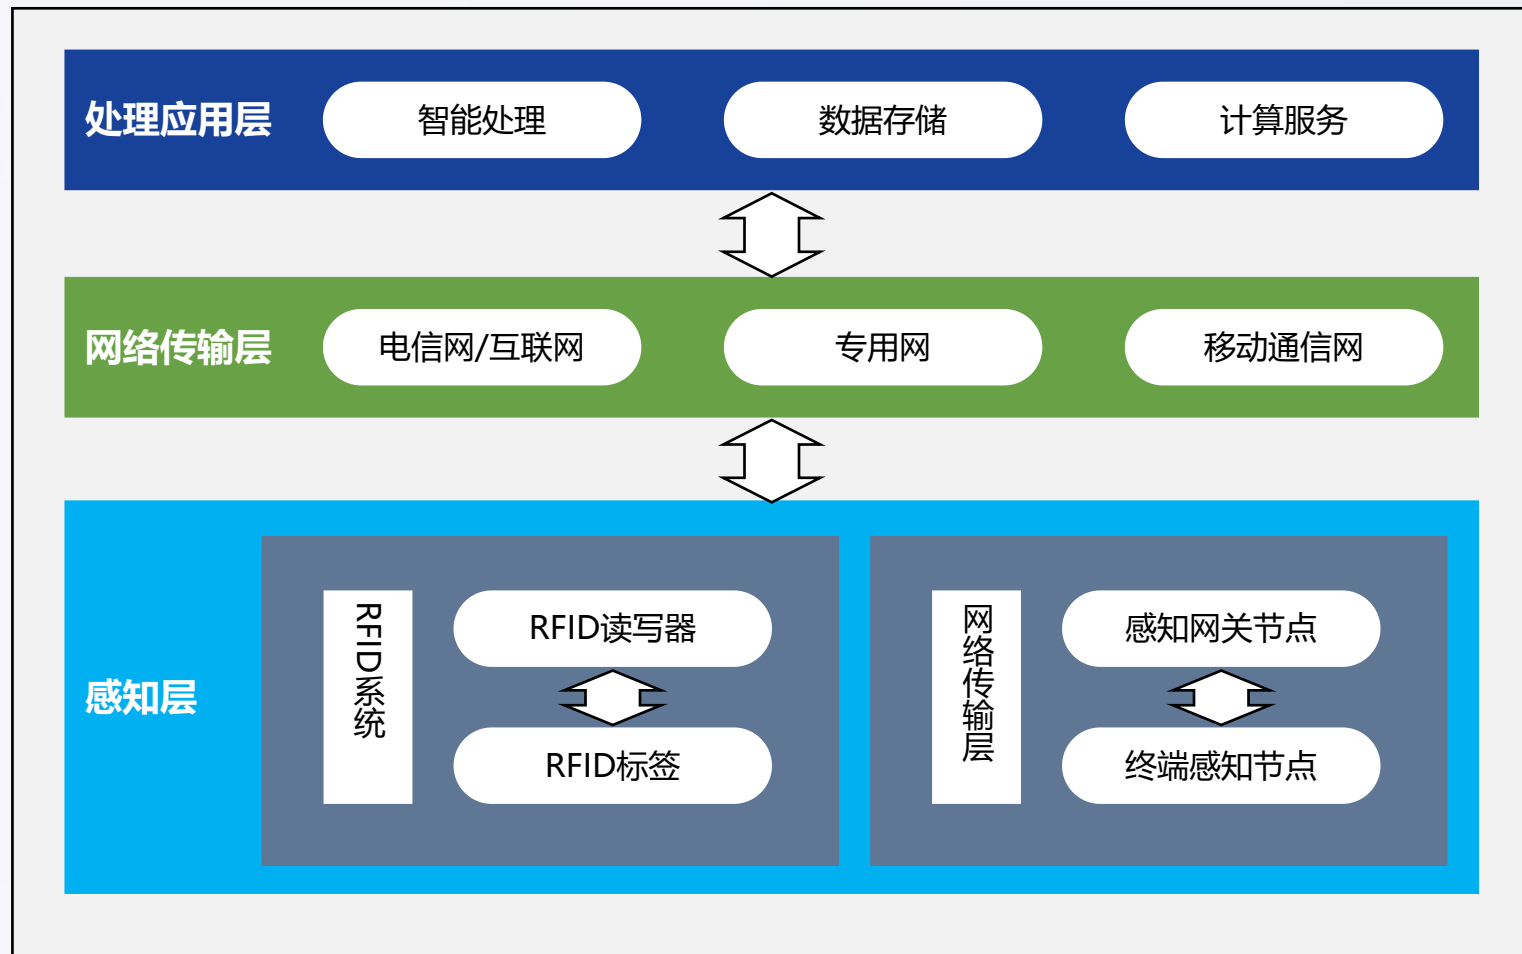 处理应用层
智能处理
数据存储
计算服务
网络传输层
电信网/互联网
专用网
移动通信网
感知层
RFID系统
RFID读写器
RFID标签
网络传输层
感知网关节点
终端感知节点